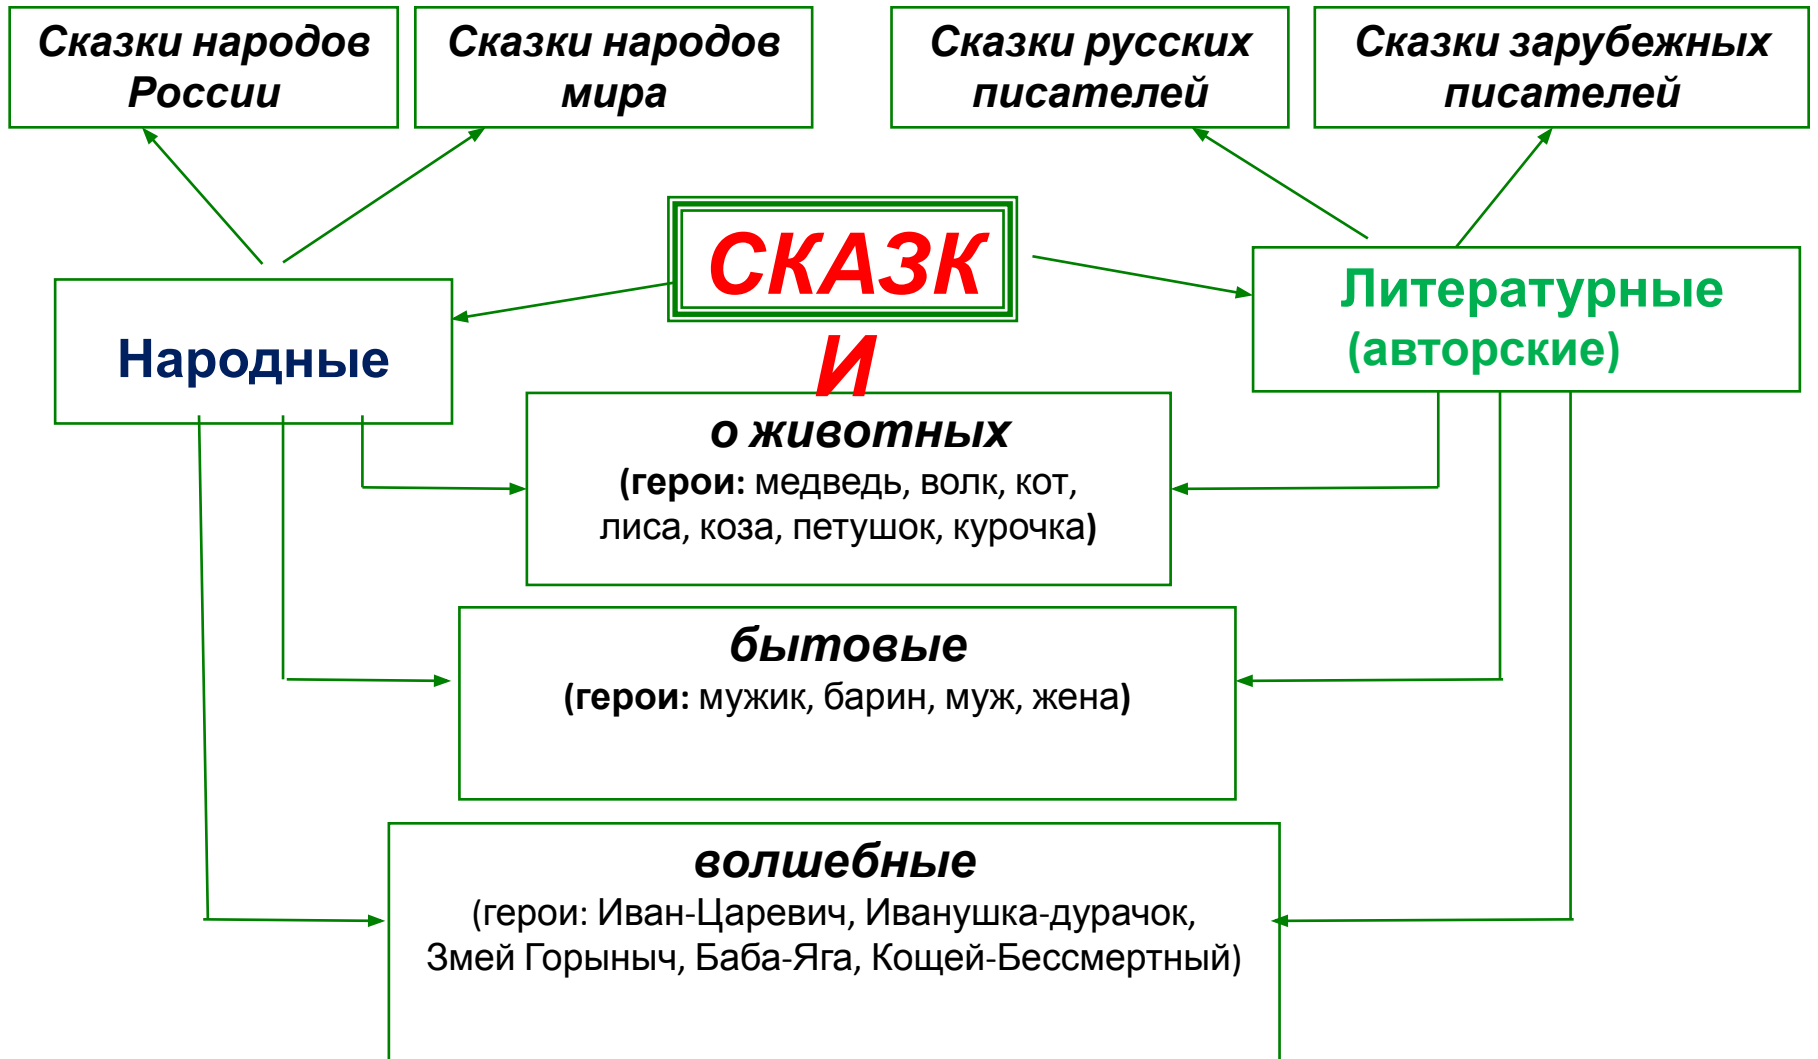 Сказки народов
России
Сказки народов
мира
Сказки русских
писателей
Сказки зарубежных
писателей
СКАЗК
И
Народные
Литературные
(авторские)
о животных
(герои: медведь, волк, кот,
лиса, коза, петушок, курочка)
бытовые
(герои: мужик, барин, муж, жена)
волшебные
(герои: Иван-Царевич, Иванушка-дурачок,
Змей Горыныч, Баба-Яга, Кощей-Бессмертный)